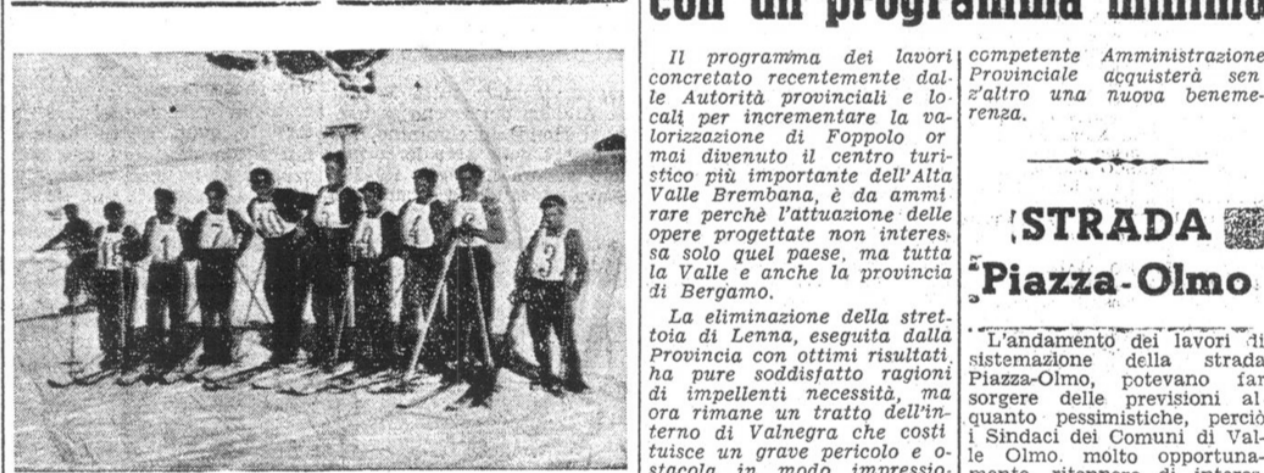 con un programma minimo
Il programma dei lavori
concretato recentemente dal-
le Autorità provinciali e lo-
cali per incrementare la va-
lorizzazione di Foppolo or
mai divenuto il centro turi-
stico più importante dell'Alta
Valle Brembana, è da ammi
rare perchè l'attuazione delle
opere progettate non interes-
sa solo quel paese, ma tutta
la Valle e anche la provincia
di Bergamo.
La eliminazione della stret-
toia di Lenna, eseguita dalla
Provincia con ottimi risultati,
ha pure soddisfatto ragioni
di impellenti necessità, ma
ora rimane un tratto dell'in-
terno di Valnegra che costi
tuisce un grave pericolo e o-
stacola in modo impressio-
competente Amministrazione
Provinciale acquisterà sen
z'altro una nuova beneme-
renza.
STRADA
Piazza-Olmo
L'andamento dei lavori di
sistemazione della strada
Piazza-Olmo, potevano far
sorgere delle previsioni al
quanto pessimistiche, perciò
i Sindaci dei Comuni di Val-
le Olmo. molto opportuna-
mente ritennero di
1
7
10
5
4
1
6
3